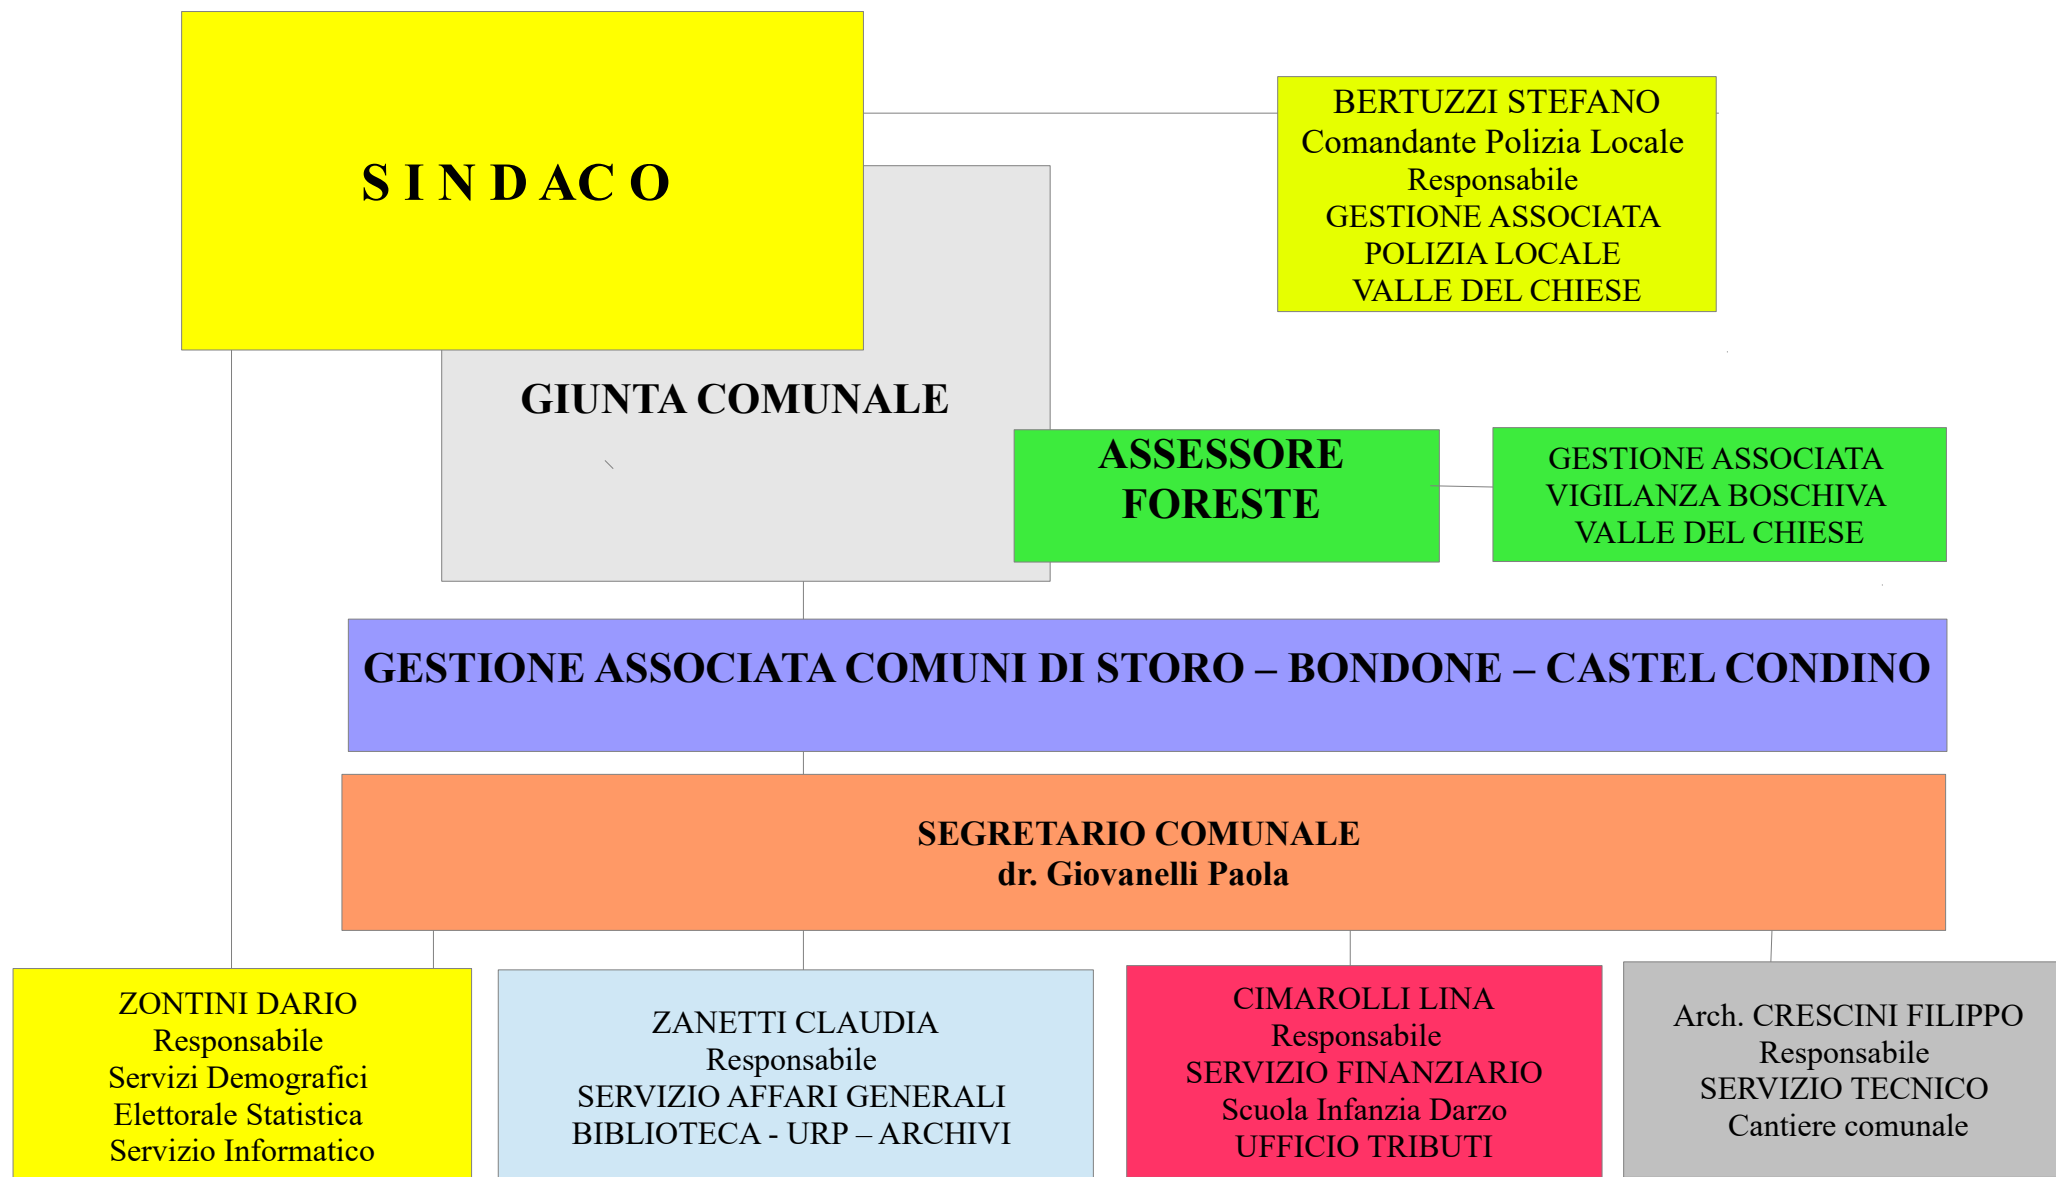 S I N D AC O
BERTUZZI STEFANO
Comandante Polizia Locale
Responsabile
GESTIONE ASSOCIATA
POLIZIA LOCALE
VALLE DEL CHIESE
GIUNTA COMUNALE
ASSESSORE
FORESTE
GESTIONE ASSOCIATA
VIGILANZA BOSCHIVA
VALLE DEL CHIESE
GESTIONE ASSOCIATA COMUNI DI STORO – BONDONE – CASTEL CONDINO
SEGRETARIO COMUNALE
dr. Giovanelli Paola
ZONTINI DARIO
Responsabile
Servizi Demografici
Elettorale Statistica
Servizio Informatico
ZANETTI CLAUDIA
Responsabile
SERVIZIO AFFARI GENERALI
BIBLIOTECA - URP – ARCHIVI
CIMAROLLI LINA
Responsabile
SERVIZIO FINANZIARIO
Scuola Infanzia Darzo
UFFICIO TRIBUTI
Arch. CRESCINI FILIPPO
Responsabile
SERVIZIO TECNICO
Cantiere comunale